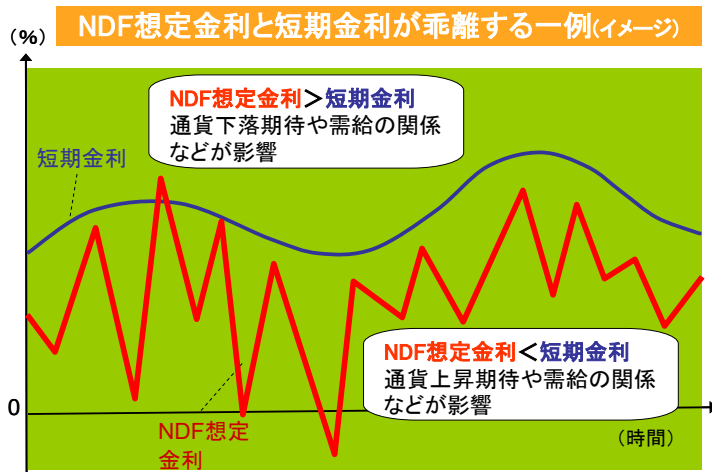 NDF想定金利と短期金利が乖離する一例(イメージ)
(%)
NDF想定金利＞短期金利
通貨下落期待や需給の関係
などが影響
短期金利
NDF想定金利＜短期金利
通貨上昇期待や需給の関係
などが影響
0
NDF想定
金利
(時間)